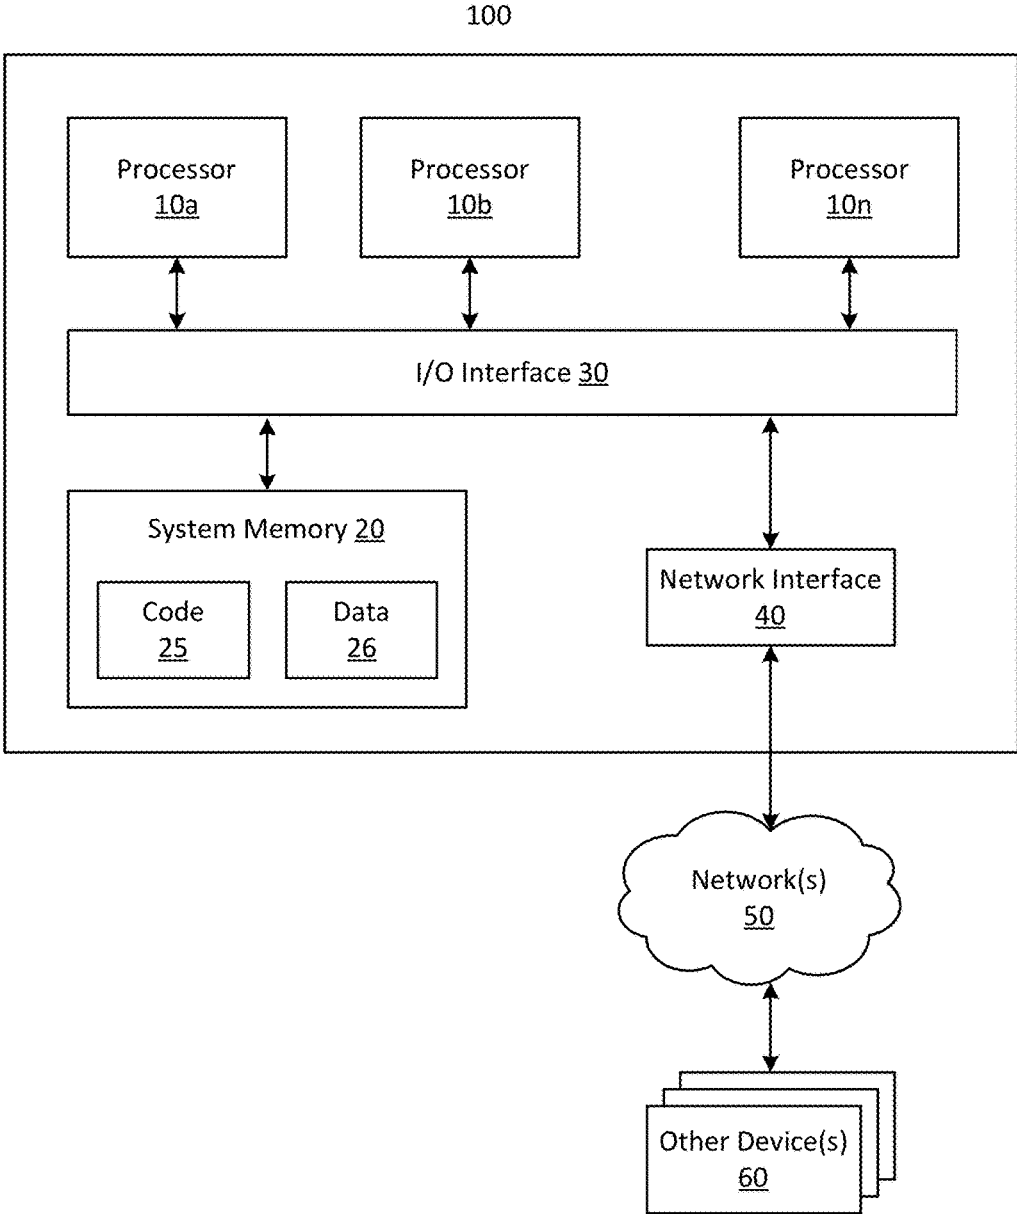 100
Processor
10a
Processor
10b
Processor
10n
I/O Interface 30
System Memory 20
Code
25
Data
26
Network Interface
40
Network(s)
50
Other Device(s)
60